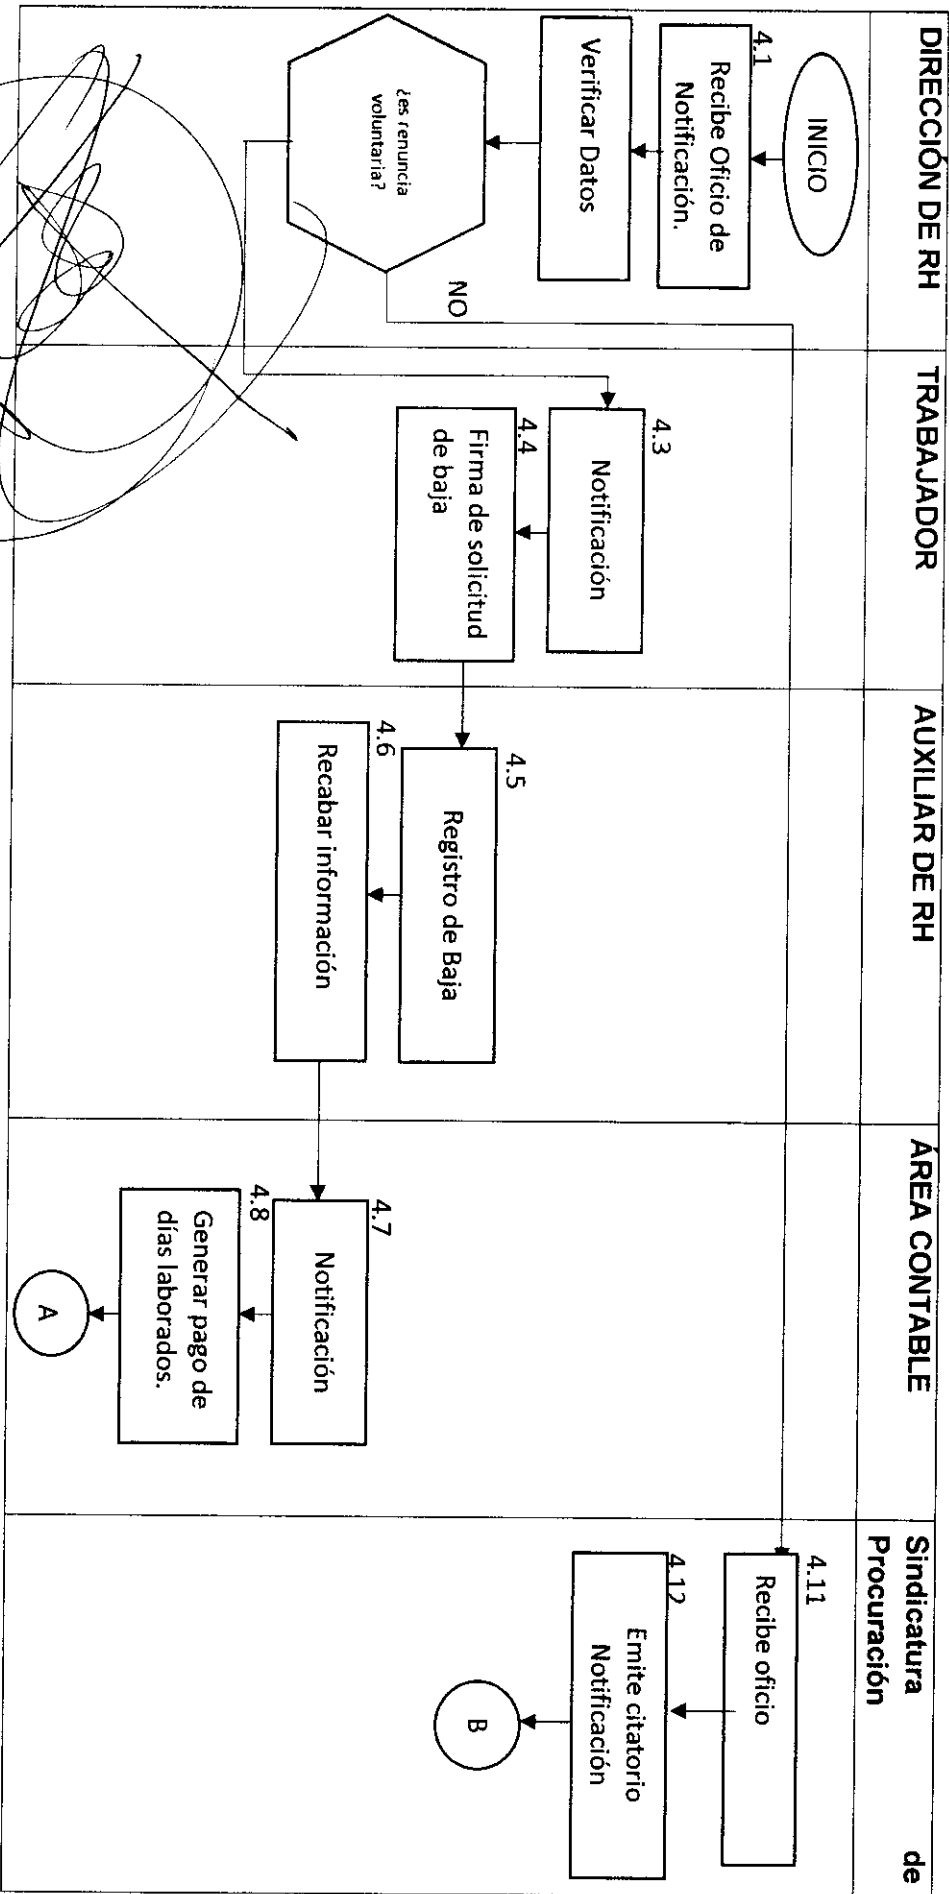 DIRECCIÓN DE RH
TRABAJADOR
AUXILIAR DE RH
ÁREA CONTABLE
Sindicatura de
Procuración
INICIO
4.1
Recibe Oficio de
Notificación.
Verificar Datos
¿es renuncia
voluntaria?
NO
4.3
Notificación
4.4
Firma de solicitud
de baja
4.5
Registro de Baja
4.6
Recabar información
4.7
Notificación
4.8
Generar pago de
días laborados.
A
4.11
Recibe oficio
4.12
Emite citatorio
Notificación
B